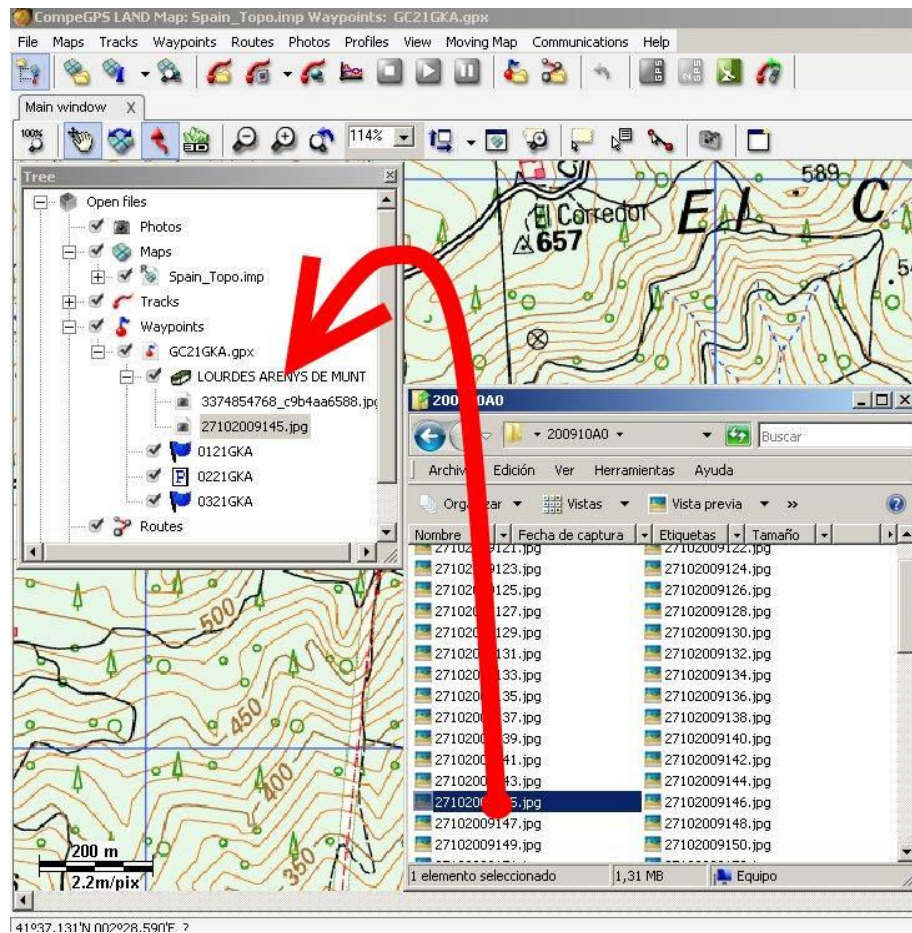 CompeGPS LAND Map: Spain_Topo.imp Waypoints: GC21GKA.gpx
File Maps Tracks Waypoints Routes Photos Profiles View Moving Map Communications Help
Main window X
100% 114%
Tree
Open files
Photos
Maps
Spain_Topo.imp
Tracks
Waypoints
GC21GKA.gpx
LOURDES ARENYS DE MUNT
3374854768_c9b4aa6588.jpg
27102009145.jpg
0121GKA
0221GKA
0321GKA
Routes
El Corredor
657
589
E l C
500
450
400
350
200 m
2.2m/pix
200910A0
Buscar
Edición Ver Herramientas Ayuda
Vistas Vista previa »
Nombre Fecha de captura Etiquetas Tamaño
27102009122.jpg
27102009124.jpg
27102009126.jpg
27102009128.jpg
27102009130.jpg
27102009132.jpg
27102009134.jpg
27102009136.jpg
27102009138.jpg
27102009140.jpg
27102009142.jpg
27102009144.jpg
27102009146.jpg
27102009147.jpg 27102009148.jpg
27102009149.jpg 27102009150.jpg
1 elemento seleccionado 1,31 MB Equipo
41º37.131'N 002º28.590'E ?